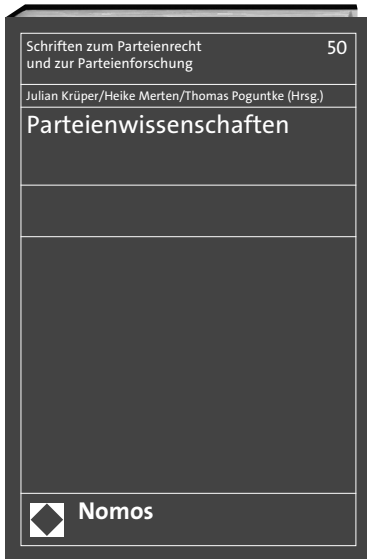 Schriften zum Parteienrecht
und zur Parteienforschung
50
Julian Krüper/Heike Merten/Thomas Poguntke (Hrsg.)
Parteienwissenschaften
Nomos